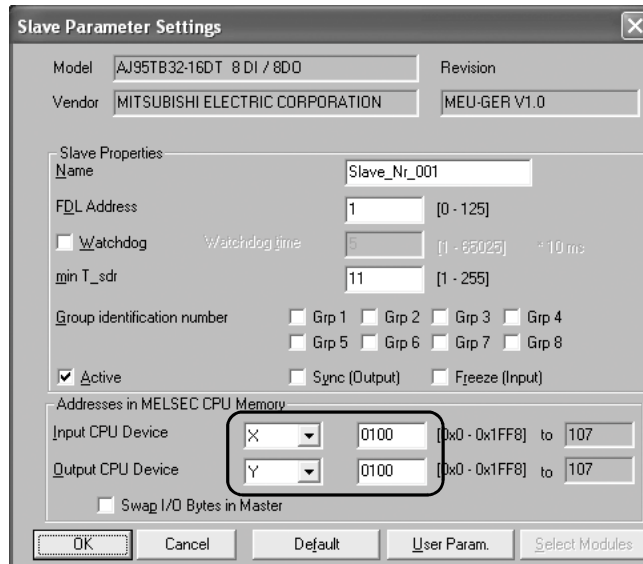 Slave Parameter Settings
Model AJ95TB32-16DT 8 DI / 8DO Revision
Vendor MITSUBISHI ELECTRIC CORPORATION MEU-GER V1.0
Slave Properties
Name Slave_Nr_001
FDL Address 1 [0 - 125]
Watchdog Watchdog time 5 [1 - 65025] * 10 ms
min T_sdr 11 [1 - 255]
Group identification number Grp 1 Grp 2 Grp 3 Grp 4
Grp 5 Grp 6 Grp 7 Grp 8
Active Sync (Output) Freeze (Input)
Addresses in MELSEC CPU Memory
Input CPU Device X 0100 [0x0 - 0x1FF8] to 107
Output CPU Device Y 0100 [0x0 - 0x1FF8] to 107
Swap I/O Bytes in Master
OK Cancel Default User Param. Select Modules